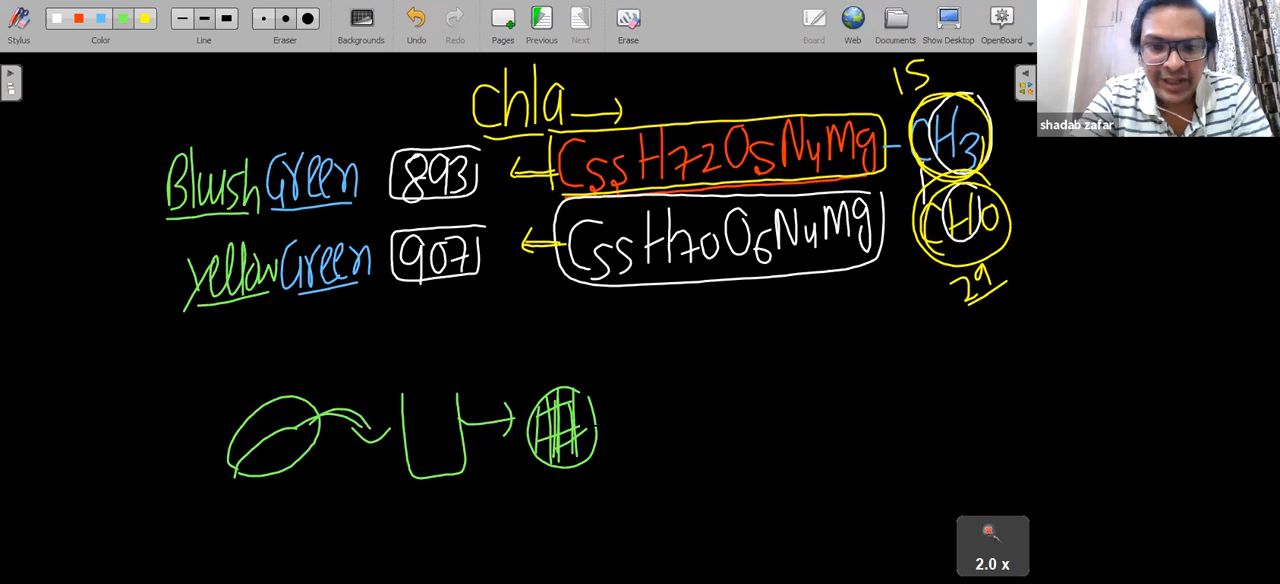 Stylus Color Line Eraser Backgrounds Undo Redo Pages Previous Next Erase Board Web Documents Show Desktop OpenBoard
shadab zafar
15
chla →
Bluish Green 893 ← C55H72O5N4Mg - CH3
yellow Green 907 ← C55H70O6N4Mg CHO
29
2.0 x